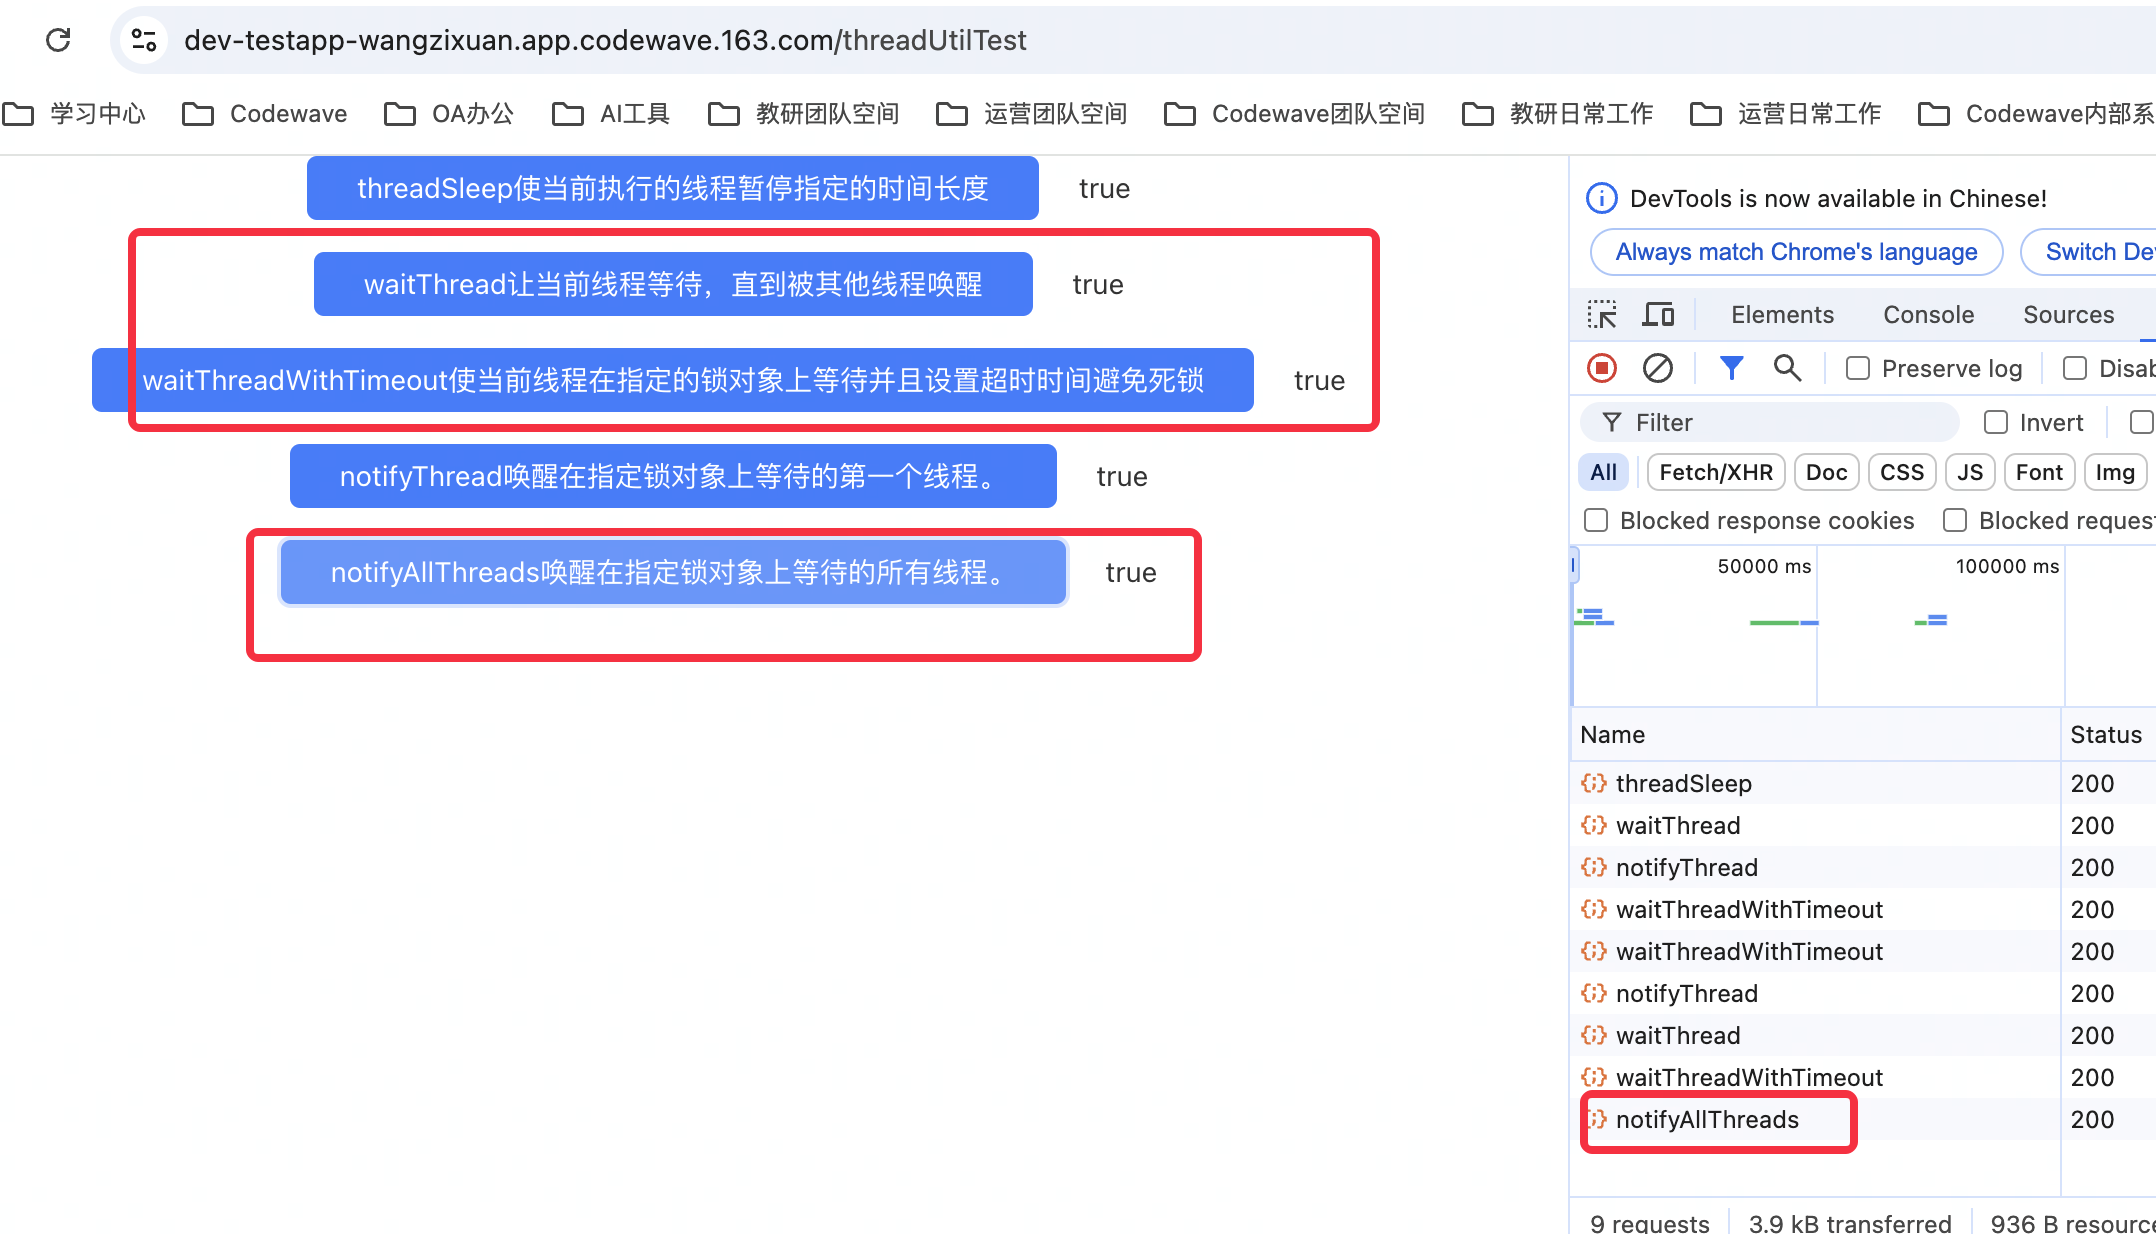 dev-testapp-wangzixuan.app.codewave.163.com/threadUtilTest
学习中心 Codewave OA办公 AI工具 教研团队空间 运营团队空间 Codewave团队空间 教研日常工作 运营日常工作 Codewave内部系
threadSleep使当前执行的线程暂停指定的时间长度 true
waitThread让当前线程等待，直到被其他线程唤醒 true
waitThreadWithTimeout使当前线程在指定的锁对象上等待并且设置超时时间避免死锁 true
notifyThread唤醒在指定锁对象上等待的第一个线程。 true
notifyAllThreads唤醒在指定锁对象上等待的所有线程。 true
DevTools is now available in Chinese!
Always match Chrome's language Switch De
Elements Console Sources
Preserve log Disab
Filter Invert
All Fetch/XHR Doc CSS JS Font Img
Blocked response cookies Blocked reques
50000 ms 100000 ms
Name Status
threadSleep 200
waitThread 200
notifyThread 200
waitThreadWithTimeout 200
waitThreadWithTimeout 200
notifyThread 200
waitThread 200
waitThreadWithTimeout 200
notifyAllThreads 200
9 requests 3.9 kB transferred 936 B resource